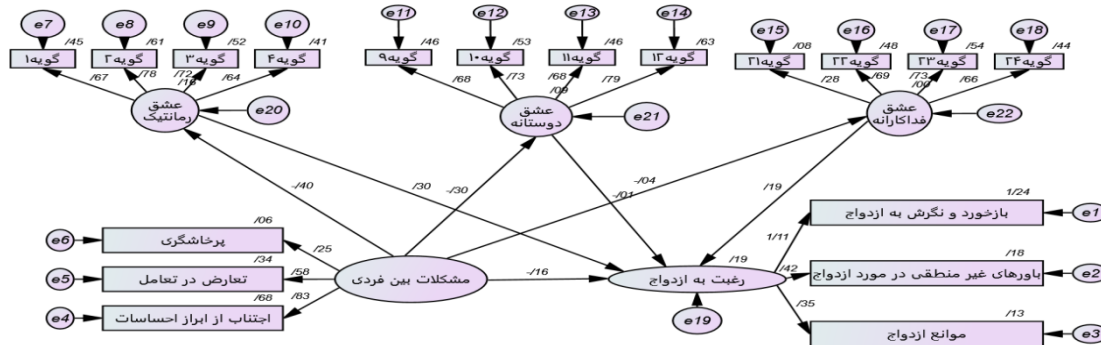 e7 e8 e9 e10 e11 e12 e13 e14 e15 e16 e17 e18
/45 /61 /52 /41 /46 /53 /46 /63 /08 /48 /54 /44
گویه۱ گویه۲ گویه۳ گویه۴ گویه۹ گویه۱۰ گویه۱۱ گویه۱۲ گویه۲۱ گویه۲۲ گویه۲۳ گویه۲۴
/67 /78 /72 /64 /68 /73 /68 /79 /28 /69 /73 /66
/16 /09 /00
عشق
رمانتیک
e20
عشق
دوستانه
e21
عشق
فداکارانه
e22
-/40 /30 -/30 -/04
-/01 /19
/06
e6 پرخاشگری
/25
/34
e5 تعارض در تعامل
/58
/68
e4 اجتناب از ابراز احساسات
/83
مشکلات بین فردی
-/16
/19
رغبت به ازدواج
e19
1/24
بازخورد و نگرش به ازدواج e1
1/11
/18
باورهای غیر منطقی در مورد ازدواج e2
/42
/13
موانع ازدواج e3
/35